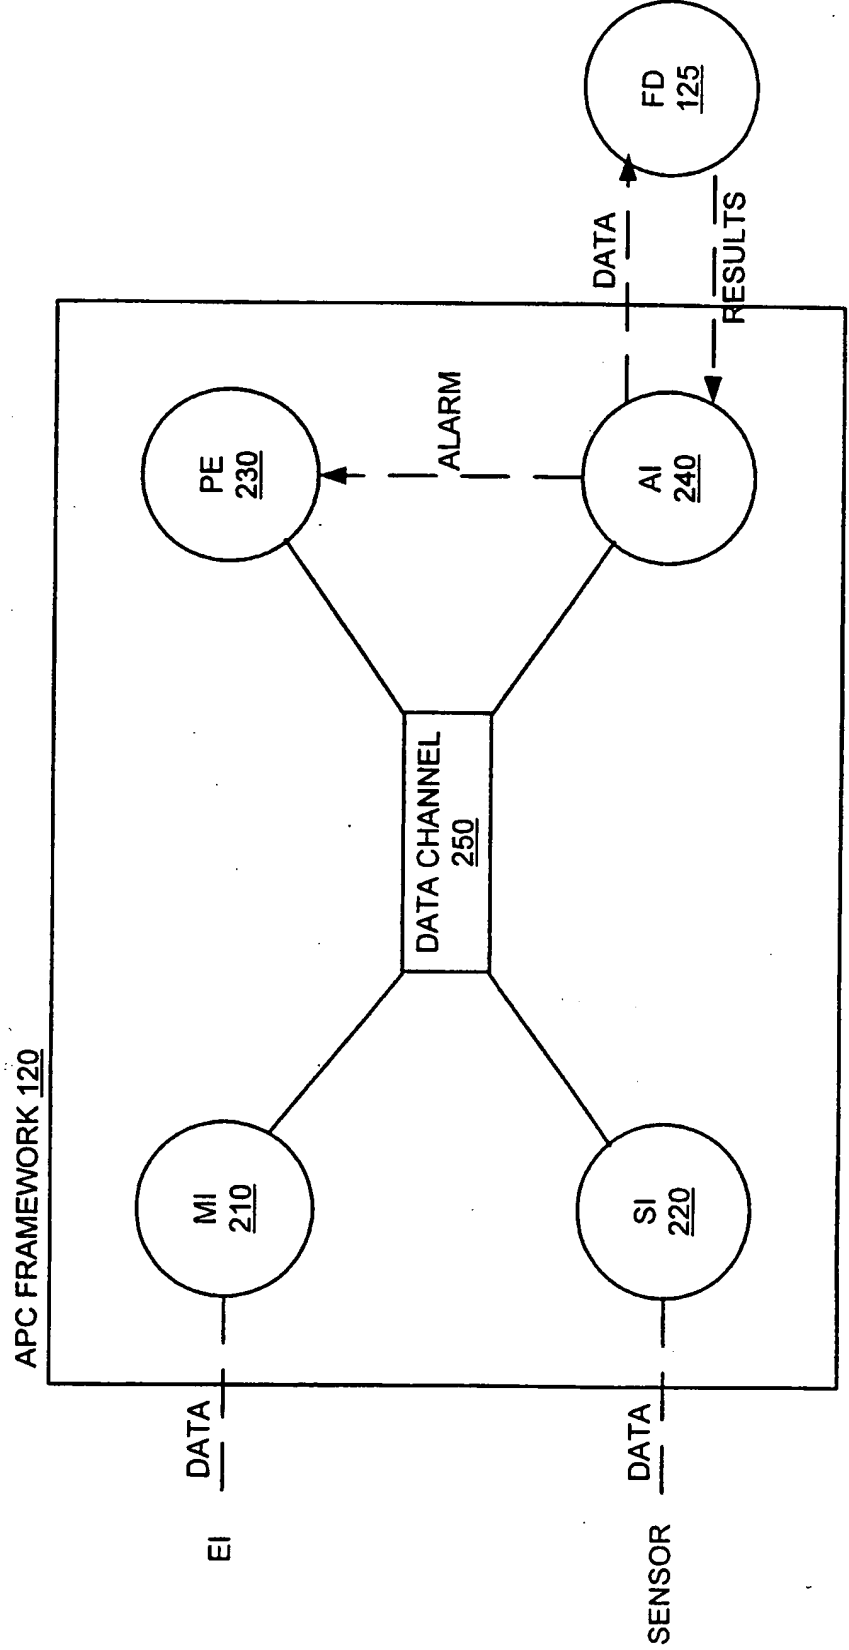 APC FRAMEWORK 120
EI
DATA
MI
210
PE
230
DATA CHANNEL
250
ALARM
SENSOR
DATA
SI
220
AI
240
DATA
RESULTS
FD
125